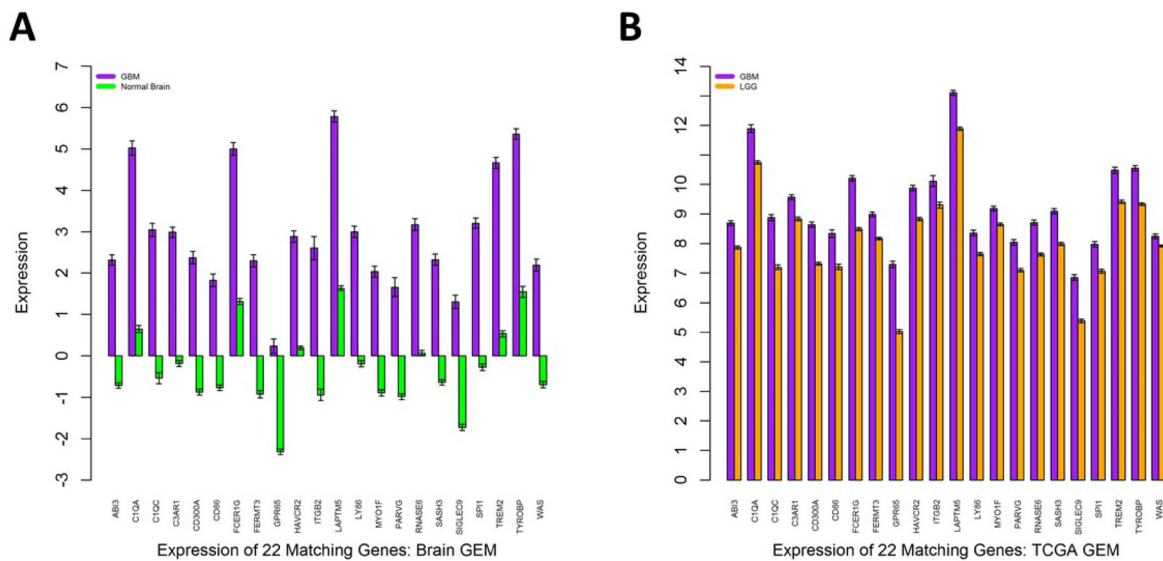 A
GBM
Normal Brain
Expression
7
6
5
4
3
2
1
0
-1
-2
-3
ABI3
C1QA
C1QC
C3AR1
CD300A
CD86
FCER1G
FERMT3
GPR65
HAVCR2
ITGB2
LAPTM5
LY86
MYO1F
PARVG
RNASE6
SASH3
SIGLEC9
SPI1
TREM2
TYROBP
WAS
Expression of 22 Matching Genes: Brain GEM
B
GBM
LGG
Expression
14
12
10
9
8
7
6
5
4
3
2
1
0
ABI3
C1QA
C1QC
C3AR1
CD300A
CD86
FCER1G
FERMT3
GPR65
HAVCR2
ITGB2
LAPTM5
LY86
MYO1F
PARVG
RNASE6
SASH3
SIGLEC9
SPI1
TREM2
TYROBP
WAS
Expression of 22 Matching Genes: TCGA GEM